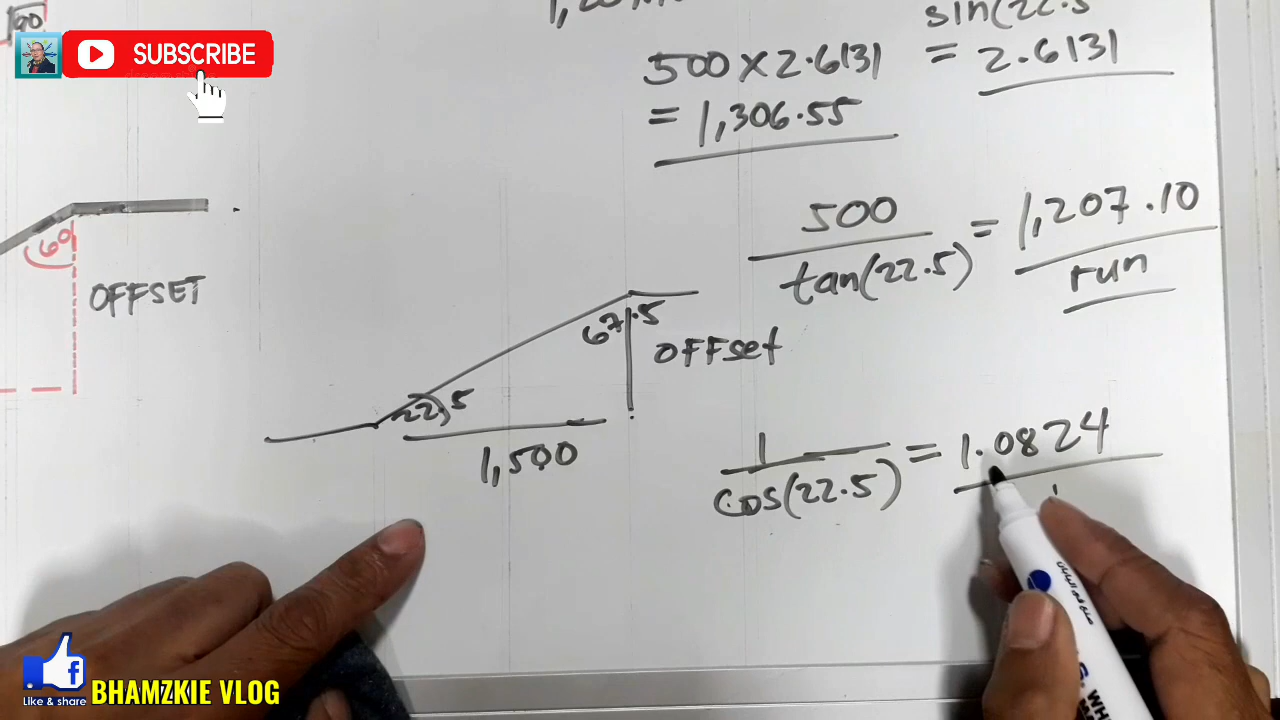 90
SUBSCRIBE
sin(22.5
500 x 2.6131
= 2.6131
= 1,306.55
500
tan(22.5)
= 1,207.10
run
60
OFFSET
67.5
OFFset
22.5
1,500
1
cos(22.5)
= 1.0824
Like & share
BHAMZKIE VLOG